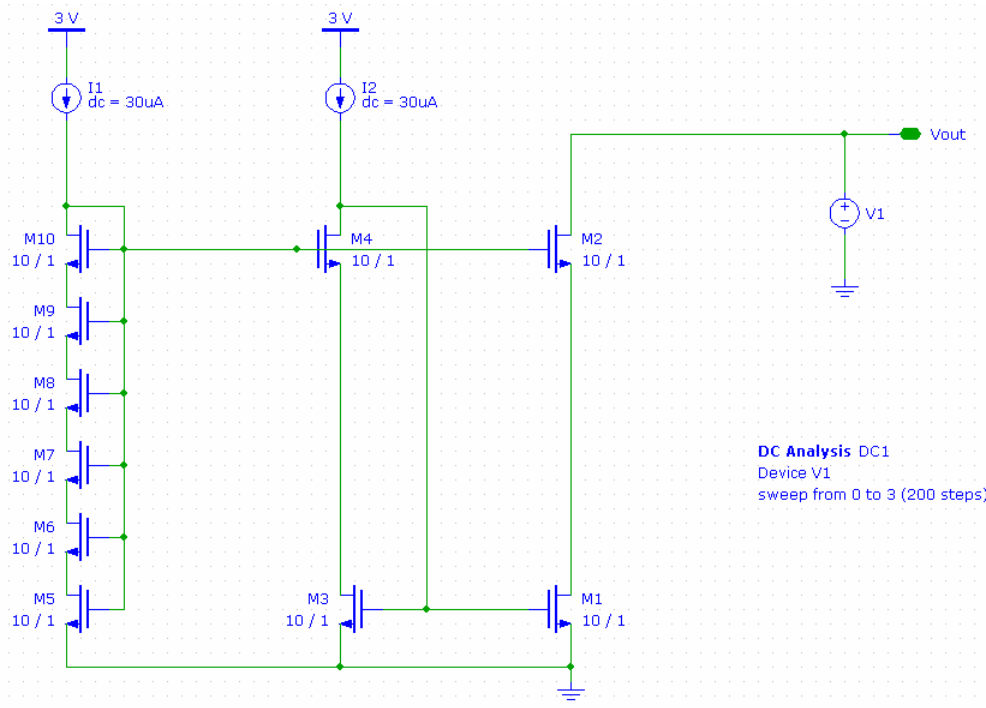 3 V
3 V
I1
dc = 30uA
I2
dc = 30uA
Vout
V1
M10
10 / 1
M4
10 / 1
M2
10 / 1
M9
10 / 1
M8
10 / 1
M7
10 / 1
M6
10 / 1
M5
10 / 1
M3
10 / 1
M1
10 / 1
DC Analysis DC1
Device V1
sweep from 0 to 3 (200 steps)